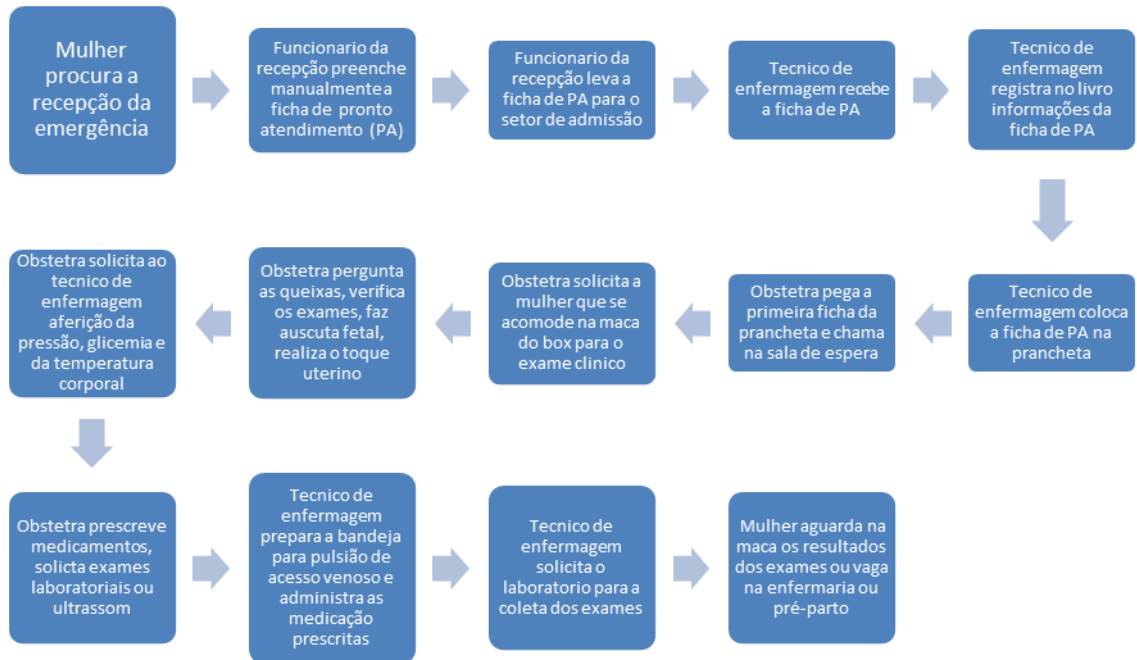 Mulher
procura a
recepção da
emergência
Funcionario da
recepção preenche
manualmente a
ficha de pronto
atendimento (PA)
Funcionario da
recepção leva a
ficha de PA para o
setor de admissão
Tecnico de
enfermagem recebe
a ficha de PA
Tecnico de
enfermagem
registra no livro
informações da
ficha de PA
Tecnico de
enfermagem coloca
a ficha de PA na
prancheta
Obstetra pega a
primeira ficha da
prancheta e chama
na sala de espera
Obstetra solicita a
mulher que se
acomode na maca
do box para o
exame clinico
Obstetra pergunta
as queixas, verifica
os exames, faz
auscuta fetal,
realiza o toque
uterino
Obstetra solicita ao
tecnico de
enfermagem
aferição da
pressão, glicemia e
da temperatura
corporal
Obstetra prescreve
medicamentos,
solicta exames
laboratoriais ou
ultrassom
Tecnico de
enfermagem
prepara a bandeja
para pulsião de
acesso venoso e
administra as
medicação
prescritas
Tecnico de
enfermagem
solicita o
laboratorio para a
coleta dos exames
Mulher aguarda na
maca os resultados
dos exames ou vaga
na enfermaria ou
pré-parto